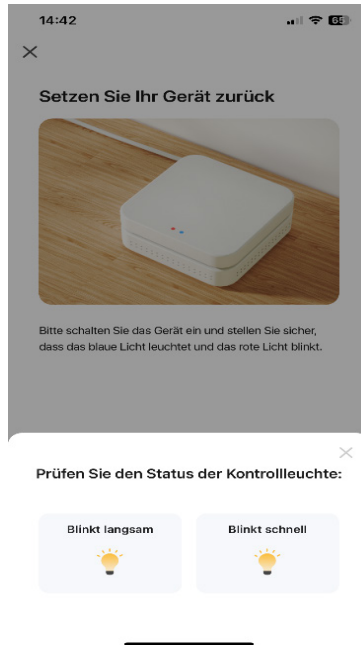 14:42
Setzen Sie Ihr Gerät zurück
Bitte schalten Sie das Gerät ein und stellen Sie sicher,
dass das blaue Licht leuchtet und das rote Licht blinkt.
Prüfen Sie den Status der Kontrollleuchte:
Blinkt langsam
Blinkt schnell